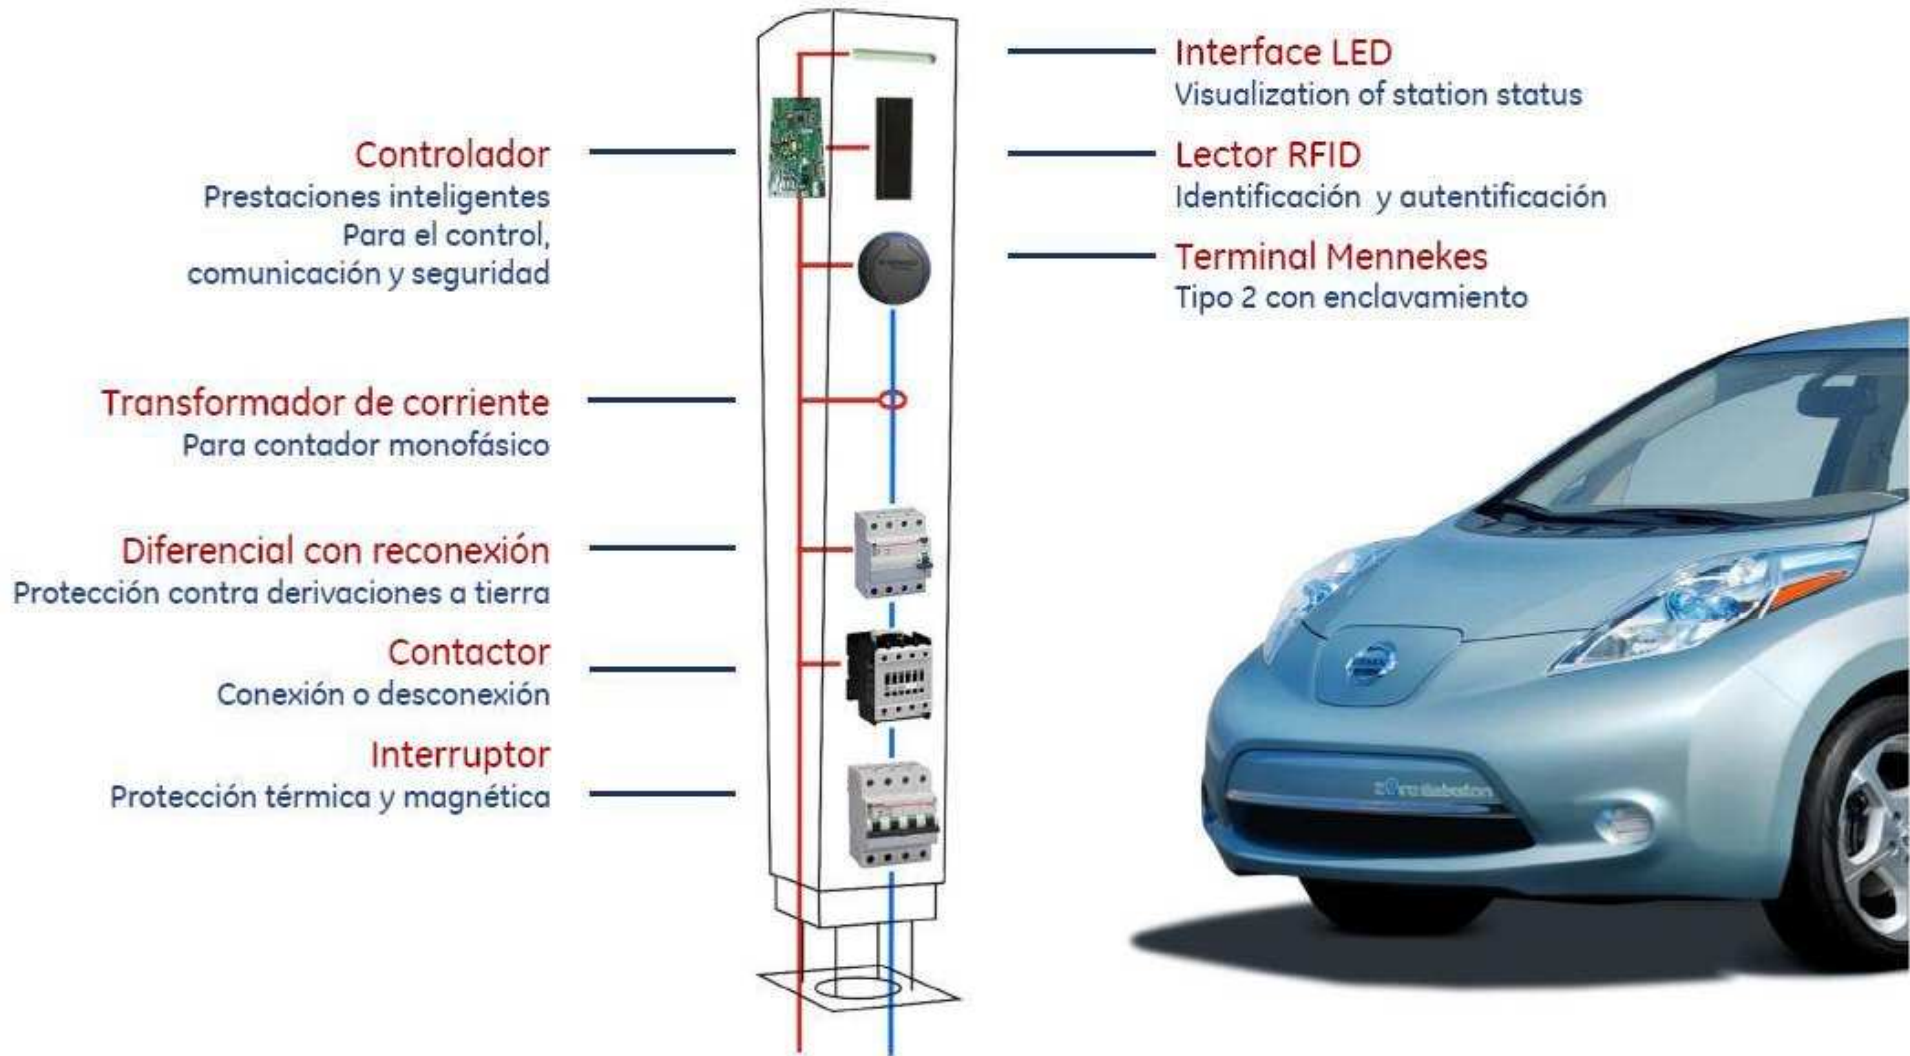 Controlador
Prestaciones inteligentes
Para el control,
comunicación y seguridad
Transformador de corriente
Para contador monofásico
Diferencial con reconexión
Protección contra derivaciones a tierra
Contactor
Conexión o desconexión
Interruptor
Protección térmica y magnética
Interface LED
Visualization of station status
Lector RFID
Identificación y autentificación
Terminal Mennekes
Tipo 2 con enclavamiento